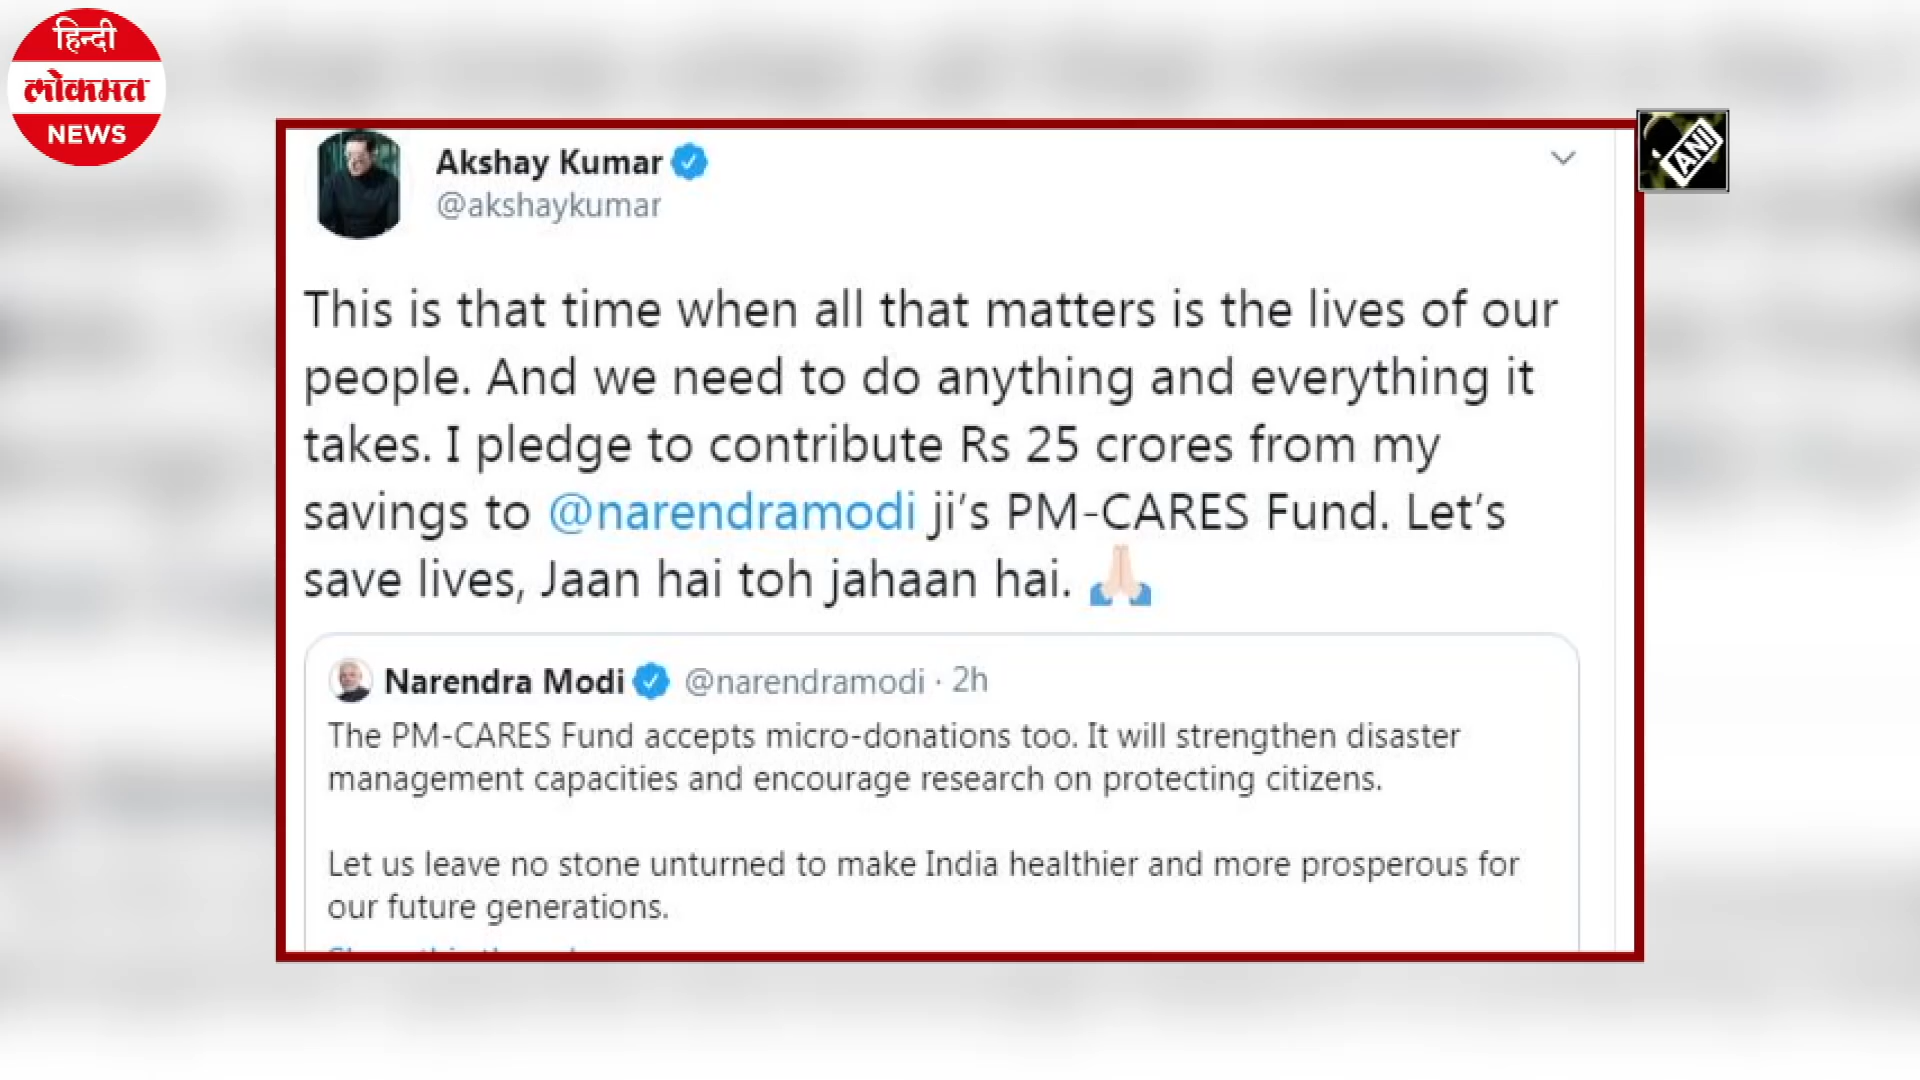 हिन्दी
लोकमत
NEWS
ANI
Akshay Kumar
@akshaykumar
This is that time when all that matters is the lives of our
people. And we need to do anything and everything it
takes. I pledge to contribute Rs 25 crores from my
savings to @narendramodi ji’s PM-CARES Fund. Let’s
save lives, Jaan hai toh jahaan hai. 🙏🏻
Narendra Modi @narendramodi · 2h
The PM-CARES Fund accepts micro-donations too. It will strengthen disaster
management capacities and encourage research on protecting citizens.
Let us leave no stone unturned to make India healthier and more prosperous for
our future generations.